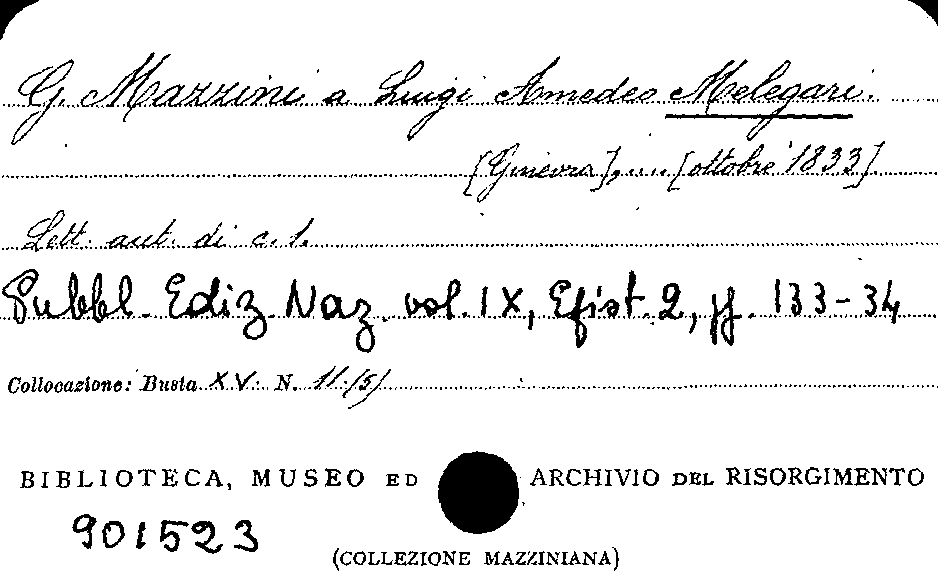 G. Mazzini a Luigi Amedeo Melegari.
[Ginevra], .... [ottobre 1833].
Lett. aut. di c. 1.
Pubbl. Ediz. Naz. vol. IX, Epist. 2, pp. 133-34
Collocazione: Busta XV. N. 11/(5)
BIBLIOTECA, MUSEO ED ARCHIVIO DEL RISORGIMENTO
901523
(COLLEZIONE MAZZINIANA)